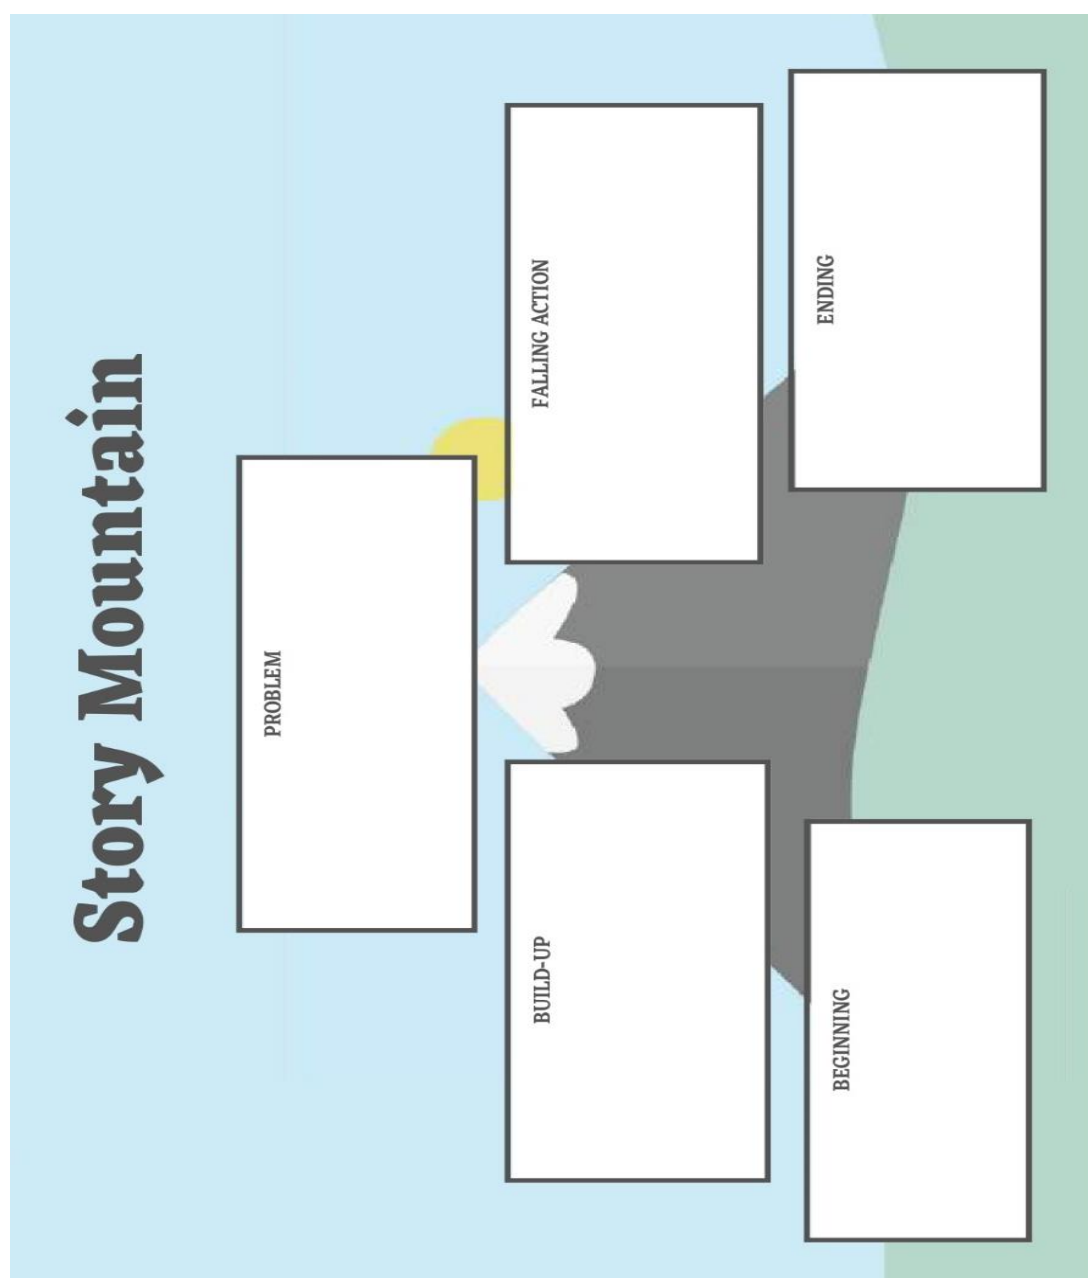 Story Mountain
PROBLEM
BUILD-UP
FALLING ACTION
BEGINNING
ENDING